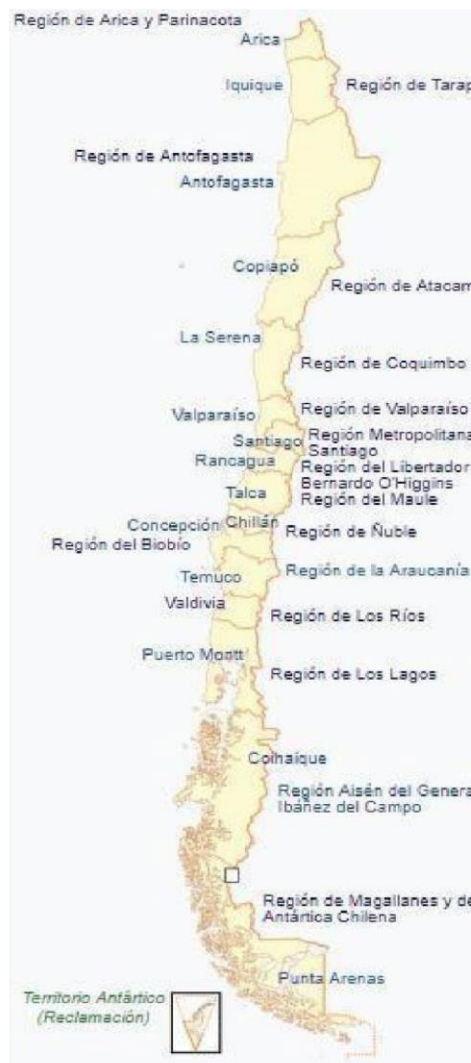 Región de Arica y Parinacota
Arica
Iquique
Región de Tarap
Región de Antofagasta
Antofagasta
Copiapó
Región de Atacam
La Serena
Región de Coquimbo
Valparaíso
Región de Valparaíso
Santiago
Región Metropolitana
Santiago
Rancagua
Región del Libertador
Bernardo O'Higgins
Talca
Región del Maule
Concepción
Chillán
Región de Ñuble
Región del Biobío
Temuco
Región de la Araucanía
Valdivia
Región de Los Ríos
Puerto Montt
Región de Los Lagos
Coihaique
Región Aisén del Genera
Ibáñez del Campo
Región de Magallanes y de
Antártica Chilena
Punta Arenas
Territorio Antártico
(Reclamación)